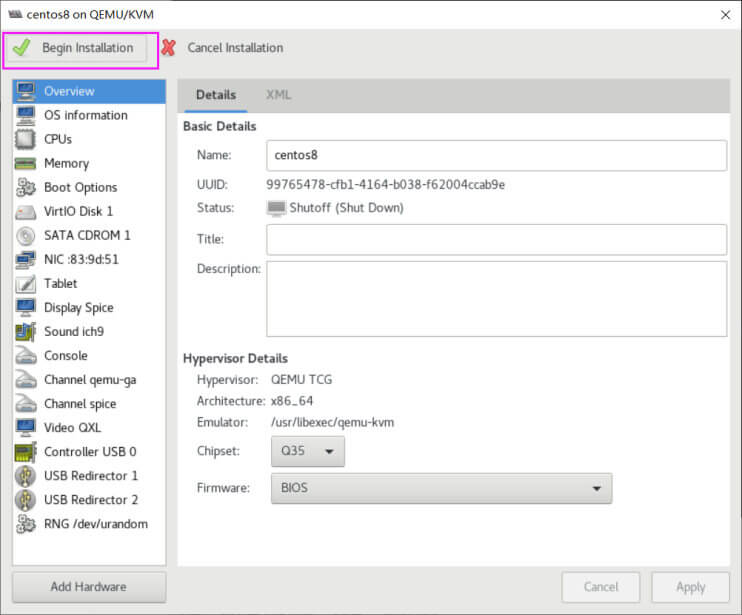 centos8 on QEMU/KVM
Begin Installation
Cancel Installation
Overview
OS information
CPUs
Memory
Boot Options
VirtIO Disk 1
SATA CDROM 1
NIC :83:9d:51
Tablet
Display Spice
Sound ich9
Console
Channel qemu-ga
Channel spice
Video QXL
Controller USB 0
USB Redirector 1
USB Redirector 2
RNG /dev/urandom
Add Hardware
Details XML
Basic Details
Name: centos8
UUID: 99765478-cfb1-4164-b038-f62004ccab9e
Status: Shutoff (Shut Down)
Title:
Description:
Hypervisor Details
Hypervisor: QEMU TCG
Architecture: x86_64
Emulator: /usr/libexec/qemu-kvm
Chipset: Q35
Firmware: BIOS
Cancel Apply